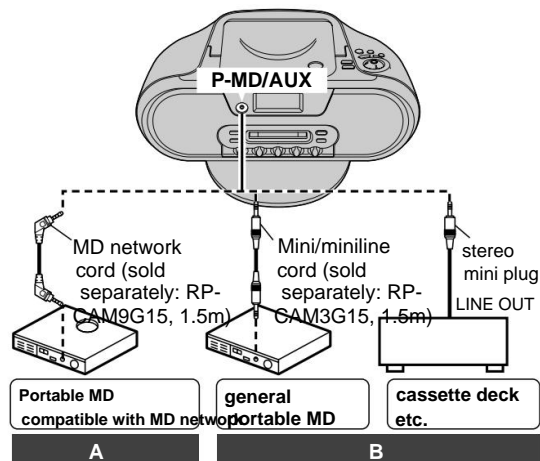 P-MD/AUX
MD network
cord (sold
separately: RP-
CAM9G15, 1.5m)
Mini/miniline
cord (sold
separately: RP-
CAM3G15, 1.5m)
stereo
mini plug
LINE OUT
Portable MD
compatible with MD network
general
portable MD
cassette deck
etc.
A
B